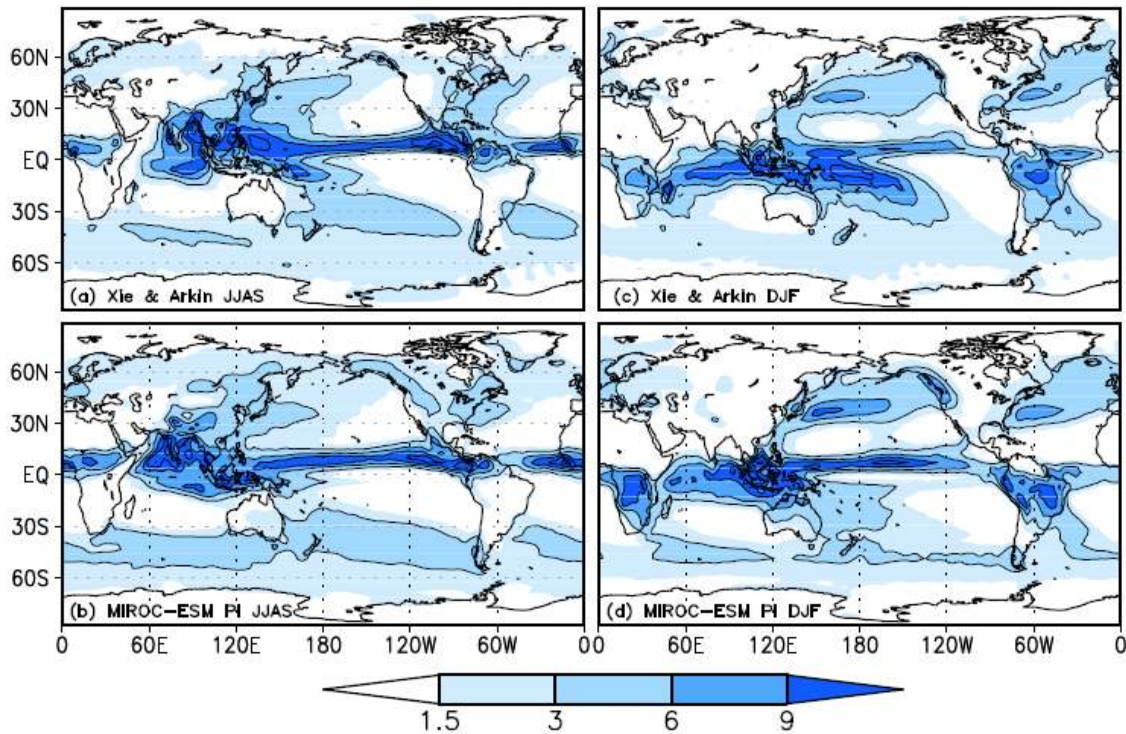 60N
30N
EQ
30S
60S
(a) Xie & Arkin JJAS
(c) Xie & Arkin DJF
60N
30N
EQ
30S
60S
(b) MIROC-ESM PI JJAS
(d) MIROC-ESM PI DJF
0 60E 120E 180 120W 60W 0 0 60E 120E 180 120W 60W 0
1.5 3 6 9